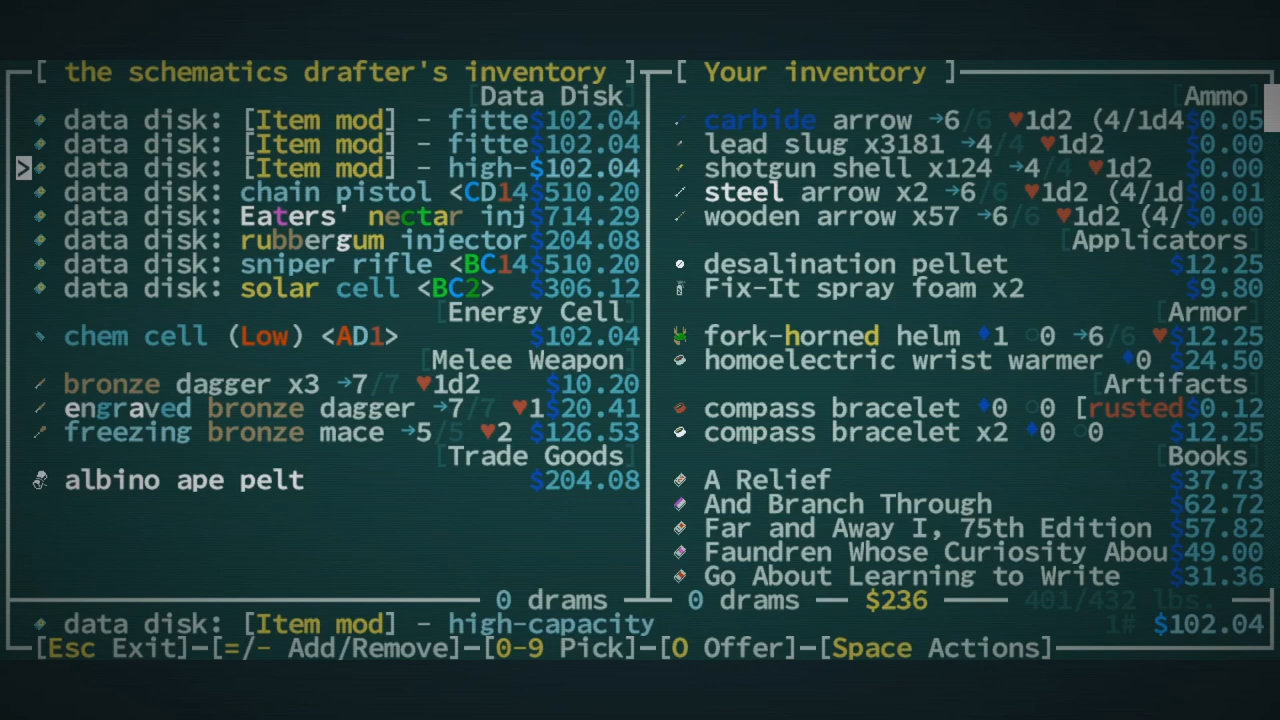 [ the schematics drafter's inventory ]
[Data Disk]
data disk: [Item mod] - fitte$102.04
data disk: [Item mod] - fitte$102.04
> data disk: [Item mod] - high-$102.04
data disk: chain pistol <CD14$510.20
data disk: Eaters' nectar inj$714.29
data disk: rubbergum injector$204.08
data disk: sniper rifle <BC14$510.20
data disk: solar cell <BC2> $306.12
[Energy Cell]
chem cell (Low) <AD1> $102.04
[Melee Weapon]
bronze dagger x3 →7/7 ♥1d2 $10.20
engraved bronze dagger →7/7 ♥1$20.41
freezing bronze mace →5/5 ♥2 $126.53
[Trade Goods]
albino ape pelt $204.08
0 drams
[ Your inventory ]
[Ammo]
carbide arrow →6/6 ♥1d2 (4/1d4$0.05
lead slug x3181 →4/4 ♥1d2 $0.00
shotgun shell x124 →4/4 ♥1d2 $0.00
steel arrow x2 →6/6 ♥1d2 (4/1d$0.01
wooden arrow x57 →6/6 ♥1d2 (4/$0.00
[Applicators]
desalination pellet $12.25
Fix-It spray foam x2 $9.80
[Armor]
fork-horned helm ♦1 ○0 →6/6 ♥$12.25
homoelectric wrist warmer ♦0 $24.50
[Artifacts]
compass bracelet ♦0 ○0 [rusted$0.12
compass bracelet x2 ♦0 ○0 $12.25
[Books]
A Relief $37.73
And Branch Through $62.72
Far and Away I, 75th Edition $57.82
Faundren Whose Curiosity Abou$49.00
Go About Learning to Write $31.36
0 drams $236 401/432 lbs.
data disk: [Item mod] - high-capacity 1# $102.04
[Esc Exit]-[=/- Add/Remove]-[0-9 Pick]-[O Offer]-[Space Actions]